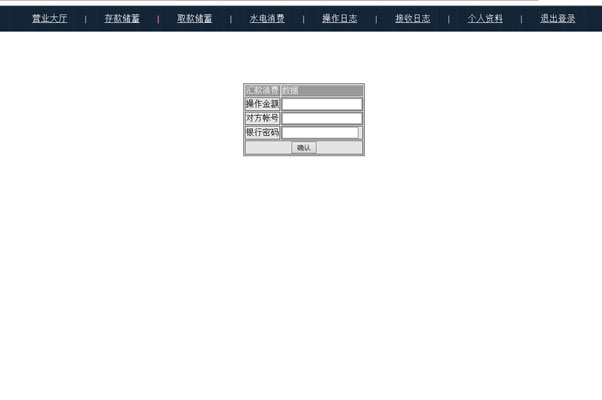 营业大厅 | 存款储蓄 | 取款储蓄 | 水电消费 | 操作日志 | 接收日志 | 个人资料 | 退出登录
汇款消费 数据
操作金额
对方帐号
银行密码
确认